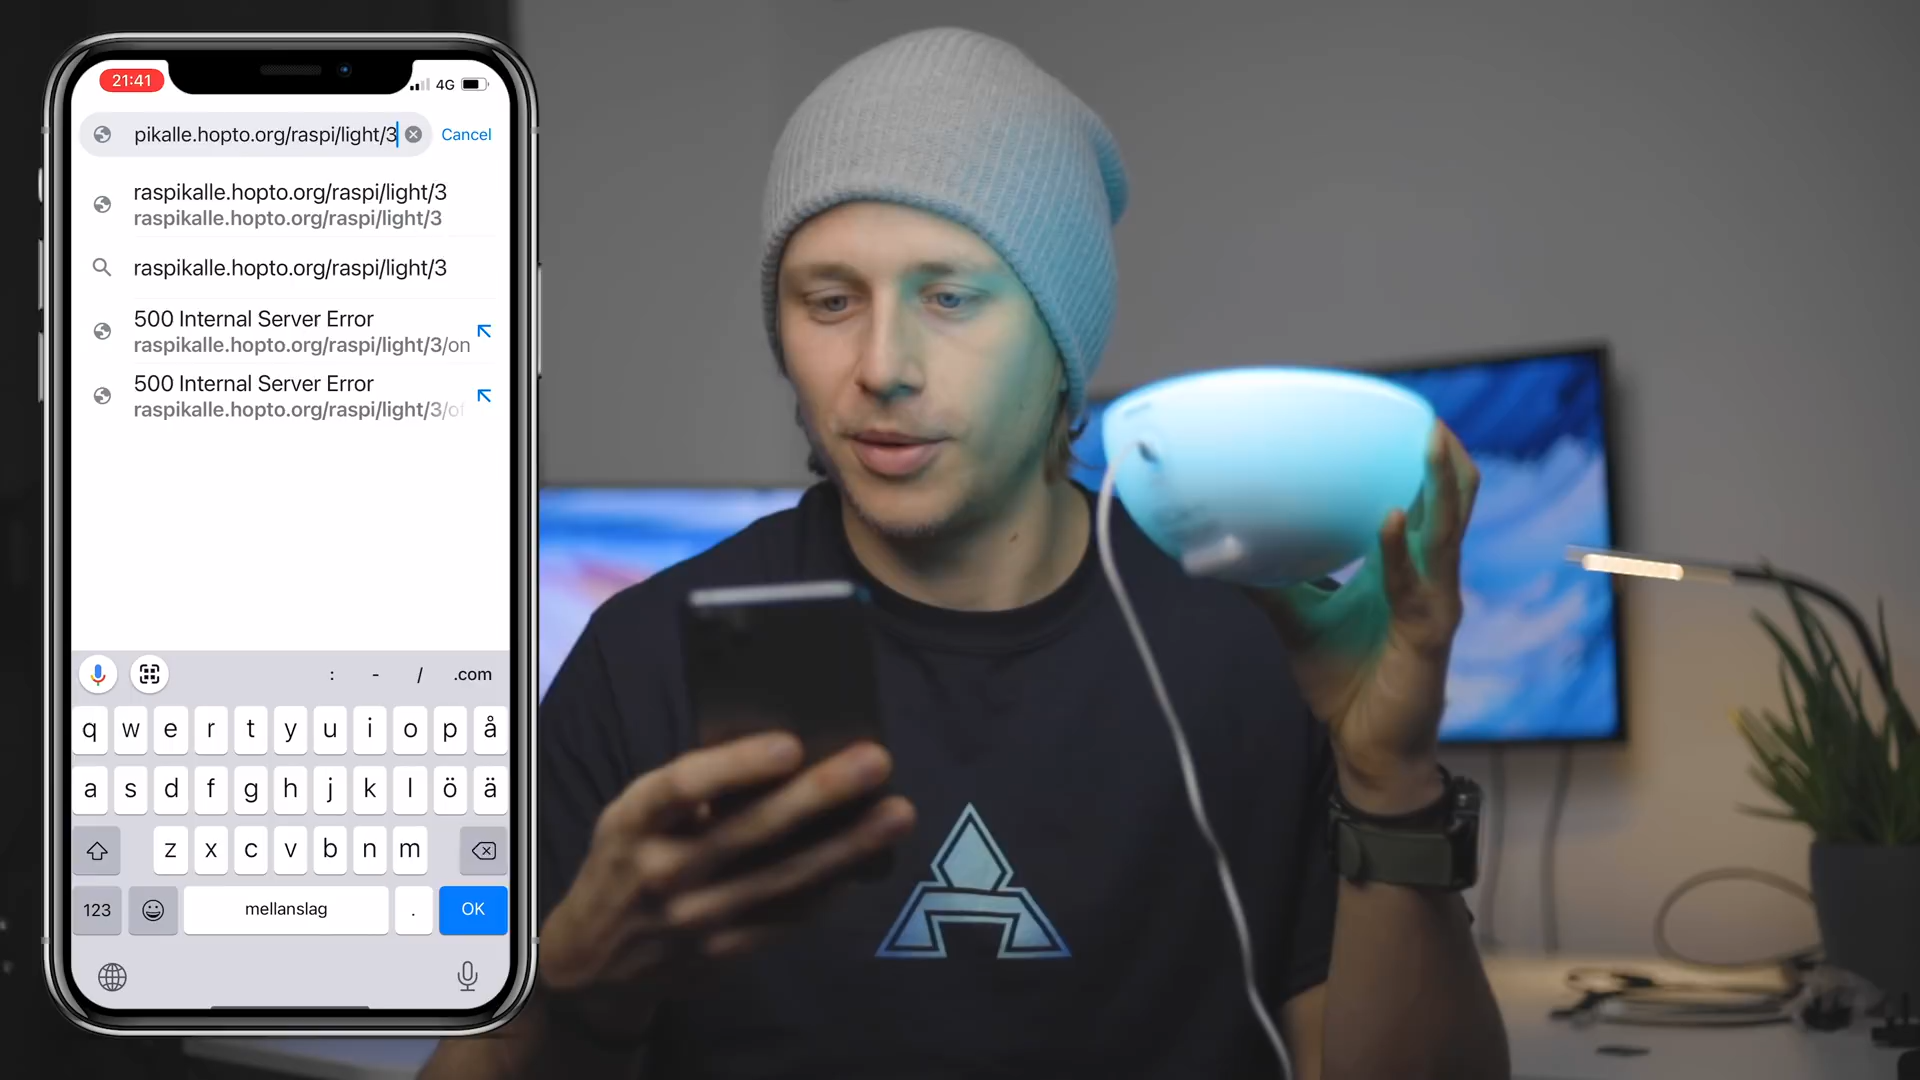 21:41
4G
pikalle.hopto.org/raspi/light/3
Cancel
raspikalle.hopto.org/raspi/light/3
raspikalle.hopto.org/raspi/light/3
raspikalle.hopto.org/raspi/light/3
500 Internal Server Error
raspikalle.hopto.org/raspi/light/3/on
500 Internal Server Error
raspikalle.hopto.org/raspi/light/3/of
: - / .com
q w e r t y u i o p å
a s d f g h j k l ö ä
z x c v b n m
123 mellanslag . OK